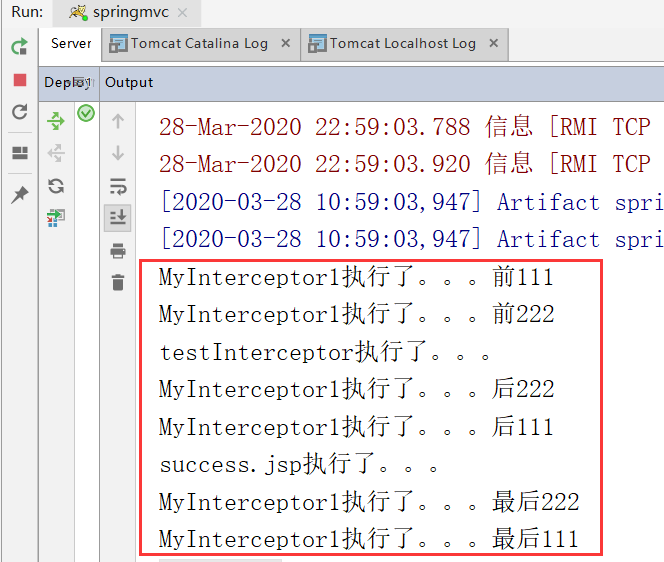 Run: springmvc
Server Tomcat Catalina Log Tomcat Localhost Log
Output
28-Mar-2020 22:59:03.788 信息 [RMI TCP
28-Mar-2020 22:59:03.920 信息 [RMI TCP
[2020-03-28 10:59:03,947] Artifact spri
[2020-03-28 10:59:03,947] Artifact spri
MyInterceptor1执行了。。。前111
MyInterceptor1执行了。。。前222
testInterceptor执行了。。。
MyInterceptor1执行了。。。后222
MyInterceptor1执行了。。。后111
success.jsp执行了。。。
MyInterceptor1执行了。。。最后222
MyInterceptor1执行了。。。最后111